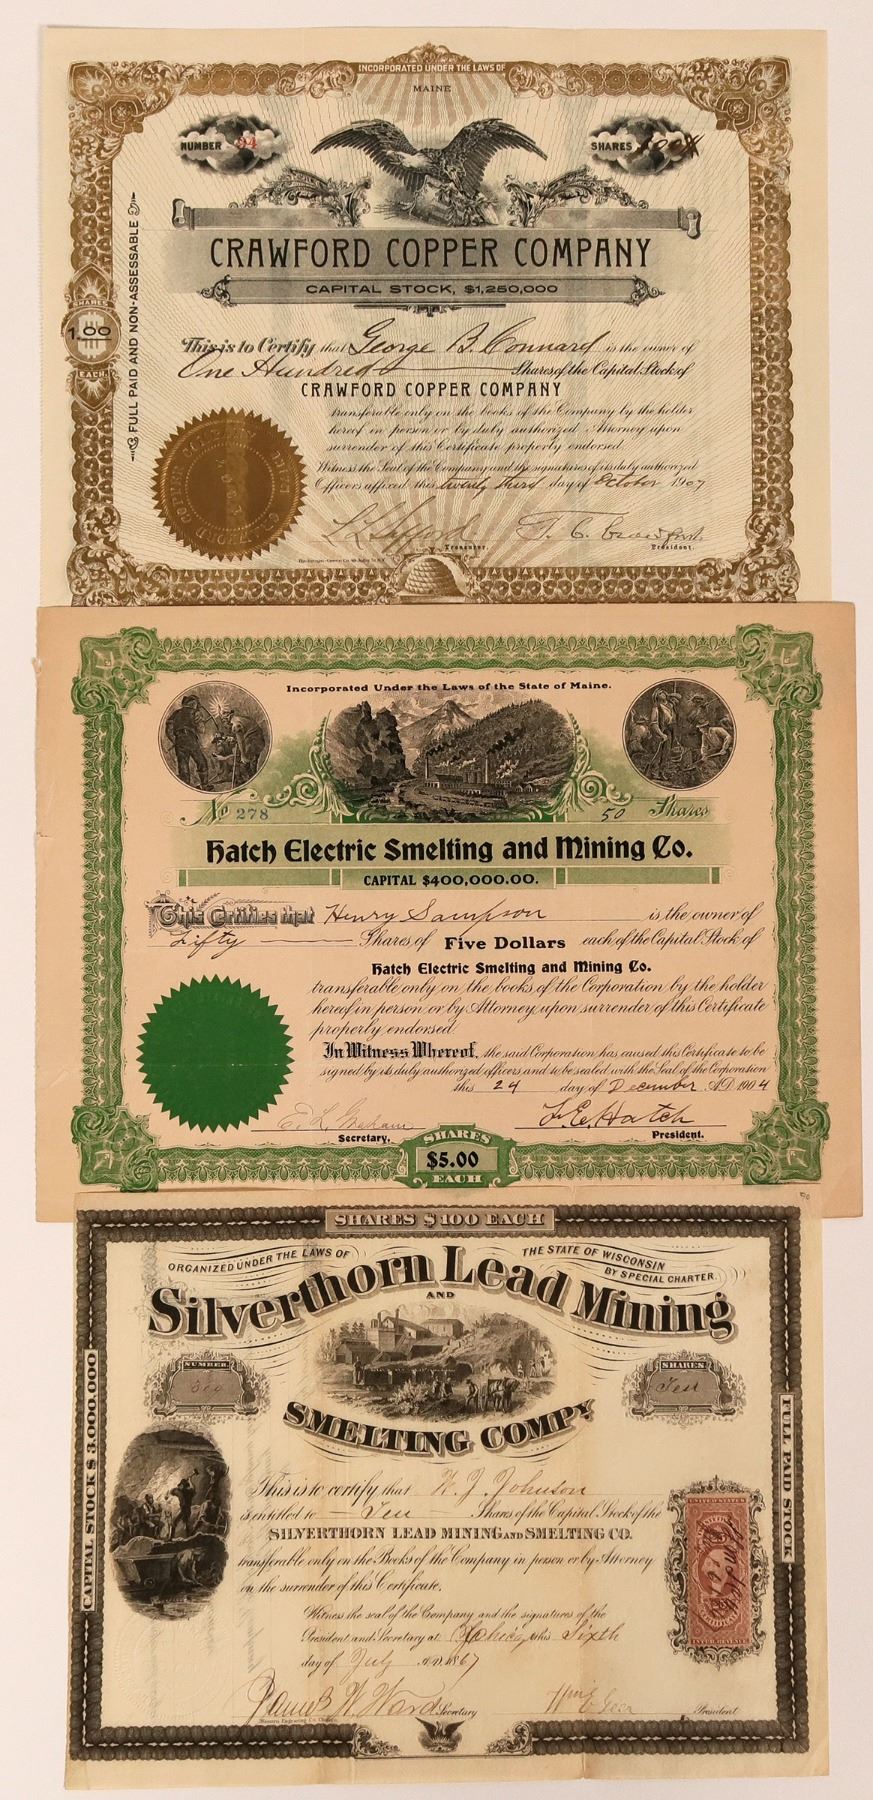 INCORPORATED UNDER THE LAWS OF
MAINE
NUMBER 94
SHARES 100
FULL PAID AND NON-ASSESSABLE
SHARES
1.00
EACH
CRAWFORD COPPER COMPANY
CAPITAL STOCK, $1,250,000
This is to Certify that George B. Connard is the owner of
One Hundred Shares of the Capital Stock of
CRAWFORD COPPER COMPANY
transferable only on the books of the Company by the holder
hereof in person or by duly authorized Attorney upon
surrender of this Certificate properly endorsed.
Witness the Seal of the Company and the signatures of its duly authorized
Officers affixed this twenty third day of October 1907
Treasurer.
President.
Incorporated Under the Laws of the State of Maine.
No 278
50 Shares
Hatch Electric Smelting and Mining Co.
CAPITAL $400,000.00.
This Certifies that Henry Sampson is the owner of
Fifty Shares of Five Dollars each of the Capital Stock of
Hatch Electric Smelting and Mining Co.
transferable only on the books of the Corporation by the holder
hereof in person or by Attorney, upon surrender of this Certificate
properly endorsed.
In Witness Whereof, the said Corporation has caused this Certificate to be
signed by its duly authorized officers and to be sealed with the Seal of the Corporation
this 24 day of December A.D. 1904
E. L. Graham
Secretary.
L. E. Hatch
President.
SHARES
$5.00
EACH
SHARES $100 EACH
ORGANIZED UNDER THE LAWS OF THE STATE OF WISCONSIN
BY SPECIAL CHARTER.
Silverthorn Lead Mining
AND
SMELTING COMPY
NUMBER
SHARES
Ten
CAPITAL STOCK $3,000,000
FULL PAID STOCK
This is to certify that W. J. Johnson
is entitled to Ten Shares of the Capital Stock of the
SILVERTHORN LEAD MINING AND SMELTING CO.
transferable only on the Books of the Company in person or by Attorney
on the surrender of this Certificate.
Witness the seal of the Company and the signatures of the
President and Secretary at Chicago this Sixth
day of July A.D. 1867
UNITED STATES
INTER. REVENUE
James W. Ward Secretary
President